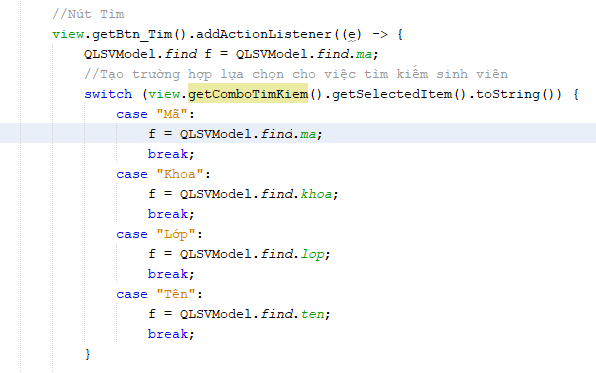 //Nút Tìm
view.getBtn_Tim().addActionListener((e) -> {
QLSVModel.find f = QLSVModel.find.ma;
//Tạo trường hợp lựa chọn cho việc tìm kiếm sinh viên
switch (view.getComboTimKiem().getSelectedItem().toString()) {
case "Mã":
f = QLSVModel.find.ma;
break;
case "Khoa":
f = QLSVModel.find.khoa;
break;
case "Lớp":
f = QLSVModel.find.lop;
break;
case "Tên":
f = QLSVModel.find.ten;
break;
}